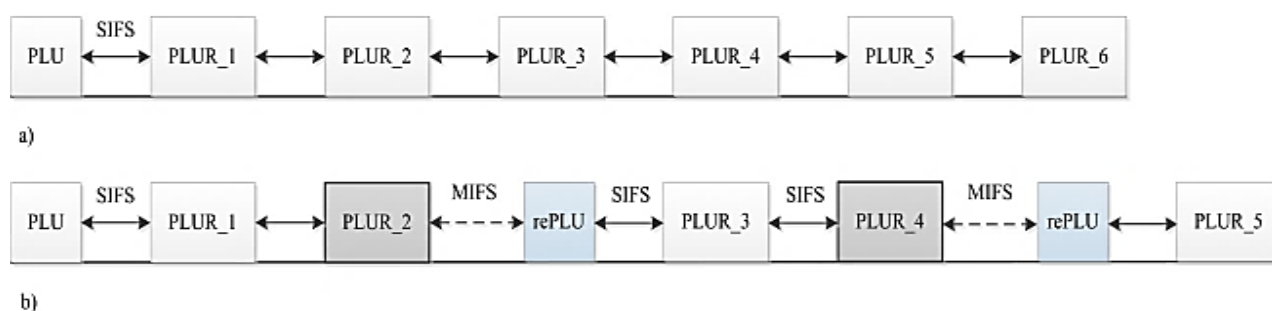 SIFS
PLU PLUR_1 PLUR_2 PLUR_3 PLUR_4 PLUR_5 PLUR_6
a)
SIFS MIFS SIFS SIFS MIFS
PLU PLUR_1 PLUR_2 rePLU PLUR_3 PLUR_4 rePLU PLUR_5
b)